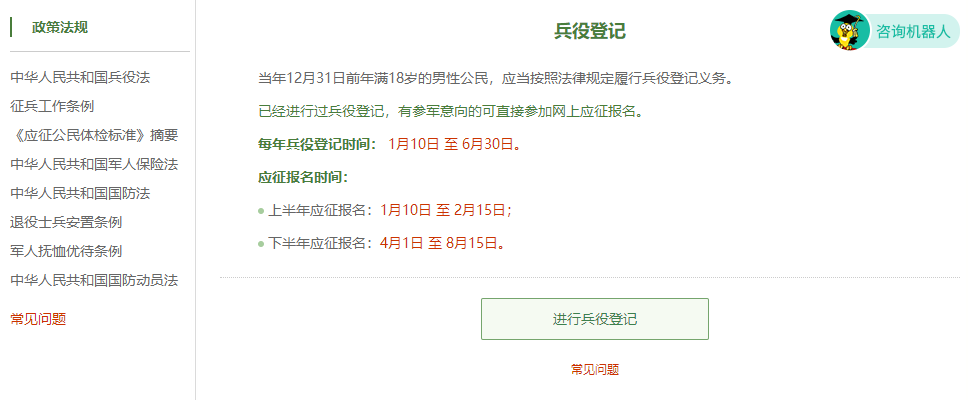 政策法规
中华人民共和国兵役法
征兵工作条例
《应征公民体检标准》摘要
中华人民共和国军人保险法
中华人民共和国国防法
退役士兵安置条例
军人抚恤优待条例
中华人民共和国国防动员法
常见问题
兵役登记
咨询机器人
当年12月31日前年满18岁的男性公民，应当按照法律规定履行兵役登记义务。
已经进行过兵役登记，有参军意向的可直接参加网上应征报名。
每年兵役登记时间： 1月10日 至 6月30日。
应征报名时间：
上半年应征报名：1月10日 至 2月15日；
下半年应征报名：4月1日 至 8月15日。
进行兵役登记
常见问题